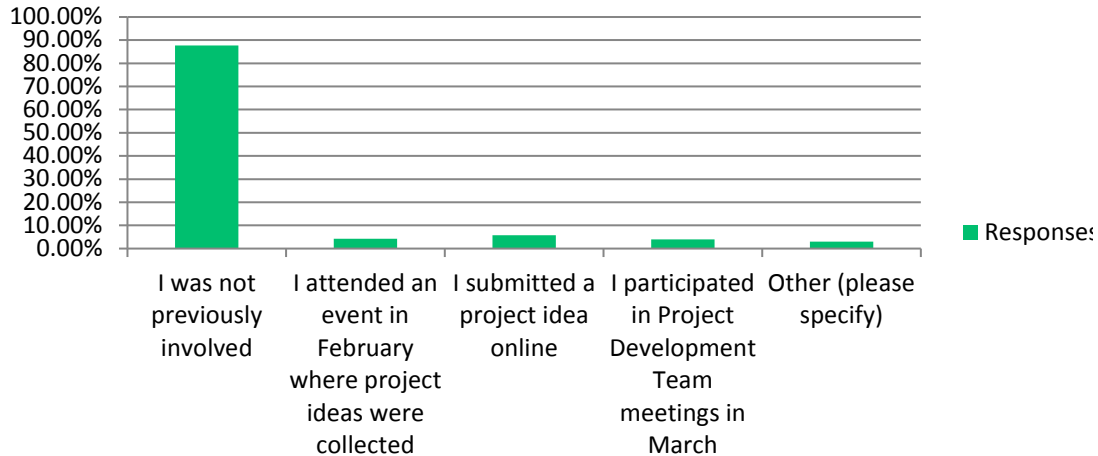 100.00%
90.00%
80.00%
70.00%
60.00%
50.00%
40.00%
30.00%
20.00%
10.00%
0.00%
I was not
previously
involved
I attended an
event in
February
where project
ideas were
collected
I submitted a
project idea
online
I participated
in Project
Development
Team
meetings in
March
Other (please
specify)
Responses